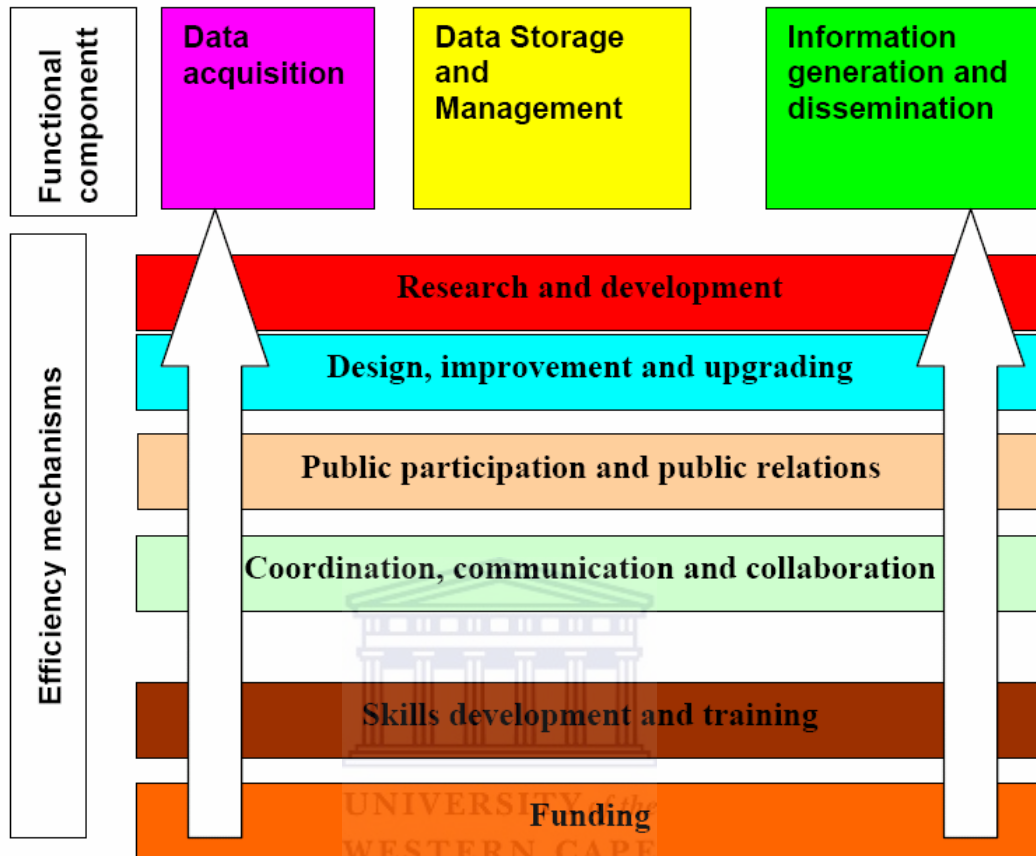 Functional
componentt
Data
acquisition
Data Storage
and
Management
Information
generation and
dissemination
Efficiency mechanisms
Research and development
Design, improvement and upgrading
Public participation and public relations
Coordination, communication and collaboration
Skills development and training
Funding
UNIVERSITY of the
WESTERN CAPE